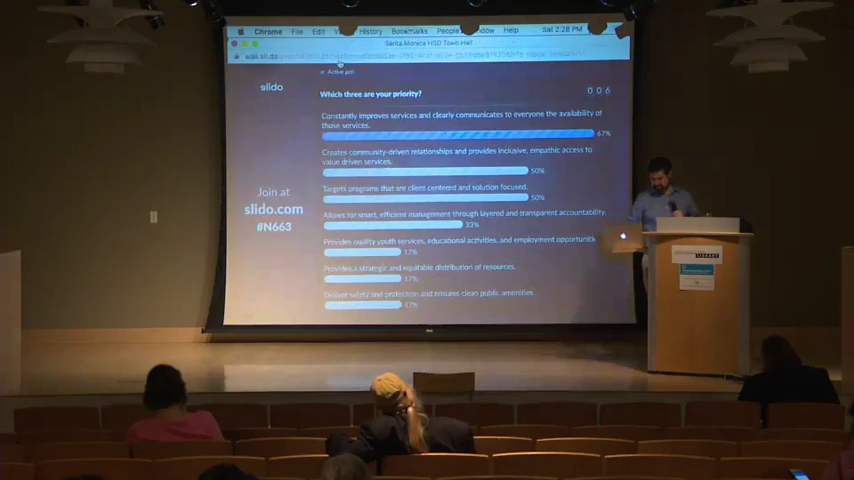 Chrome File Edit History Bookmarks People Window Help Sat 2:28 PM
Santa Monica HSD Town Hall
Active poll
slido
Which three are your priority?
006
Constantly improves services and clearly communicates to everyone the availability of
those services.
67%
Creates community-driven relationships and provides inclusive, empathic access to
value driven services.
50%
Targets programs that are client centered and solution focused.
50%
Join at
slido.com
#N663
Allows for smart, efficient management through layered and transparent accountability.
33%
Provides quality youth services, educational activities, and employment opportunitie
17%
Provides a strategic and equitable distribution of resources.
17%
Deliver safety and protection and ensures clean public amenities.
17%
LIBRARY